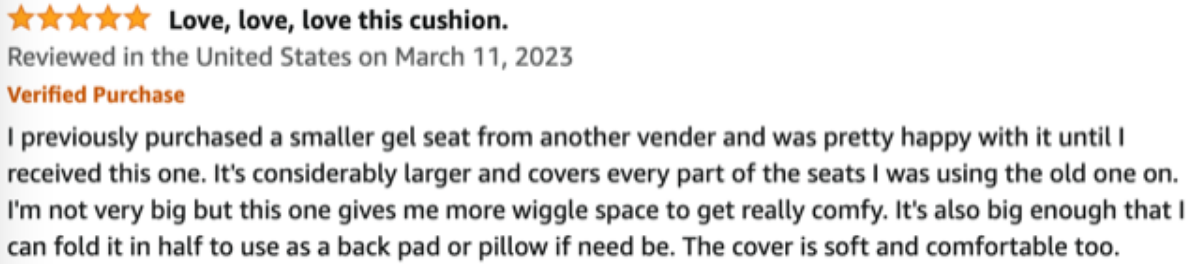 Love, love, love this cushion.
Reviewed in the United States on March 11, 2023
Verified Purchase
I previously purchased a smaller gel seat from another vender and was pretty happy with it until I
received this one. It's considerably larger and covers every part of the seats I was using the old one on.
I'm not very big but this one gives me more wiggle space to get really comfy. It's also big enough that I
can fold it in half to use as a back pad or pillow if need be. The cover is soft and comfortable too.